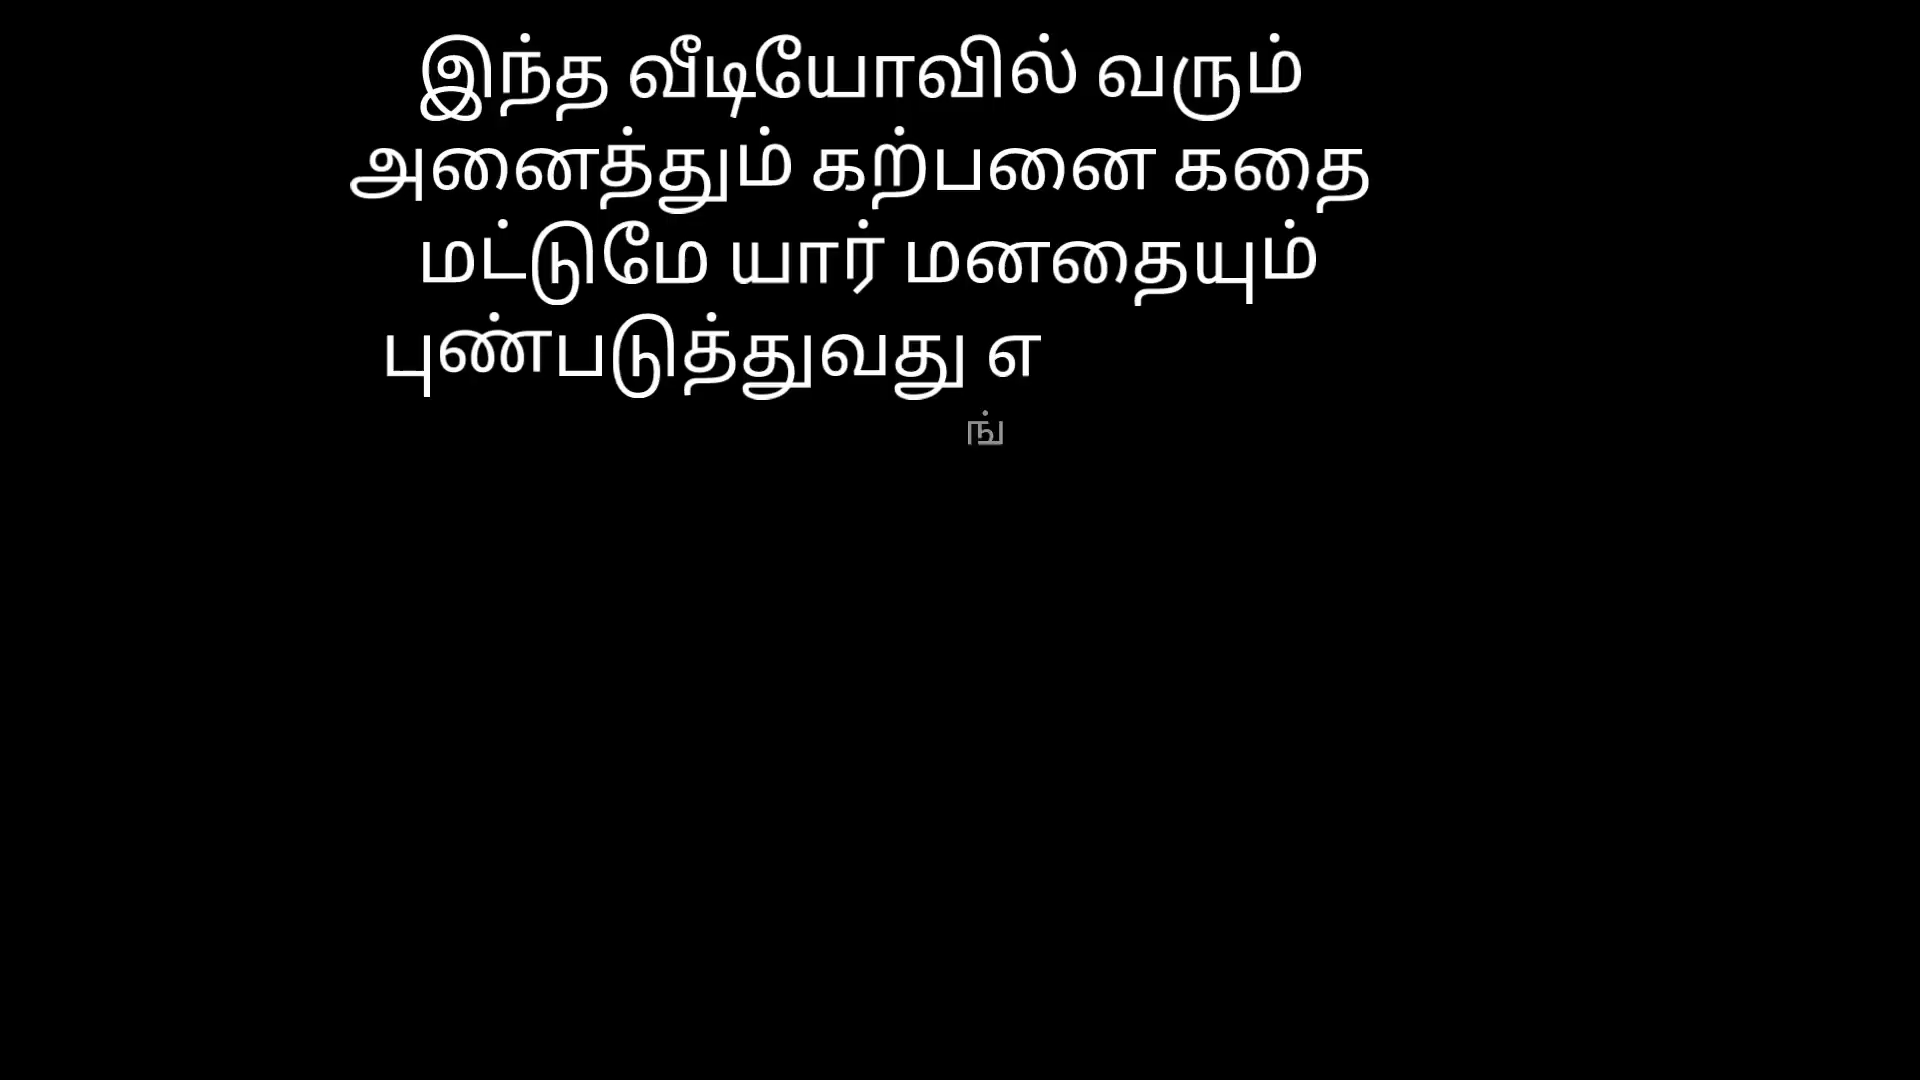 இந்த வீடியோவில் வரும்
அனைத்தும் கற்பனை கதை
மட்டுமே யார் மனதையும்
புண்படுத்துவது எ
ங்